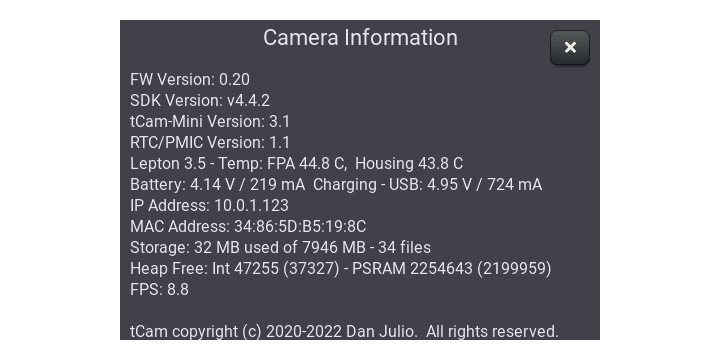 Camera Information
FW Version: 0.20
SDK Version: v4.4.2
tCam-Mini Version: 3.1
RTC/PMIC Version: 1.1
Lepton 3.5 - Temp: FPA 44.8 C,  Housing 43.8 C
Battery: 4.14 V / 219 mA  Charging - USB: 4.95 V / 724 mA
IP Address: 10.0.1.123
MAC Address: 34:86:5D:B5:19:8C
Storage: 32 MB used of 7946 MB - 34 files
Heap Free: Int 47255 (37327) - PSRAM 2254643 (2199959)
FPS: 8.8
tCam copyright (c) 2020-2022 Dan Julio.  All rights reserved.